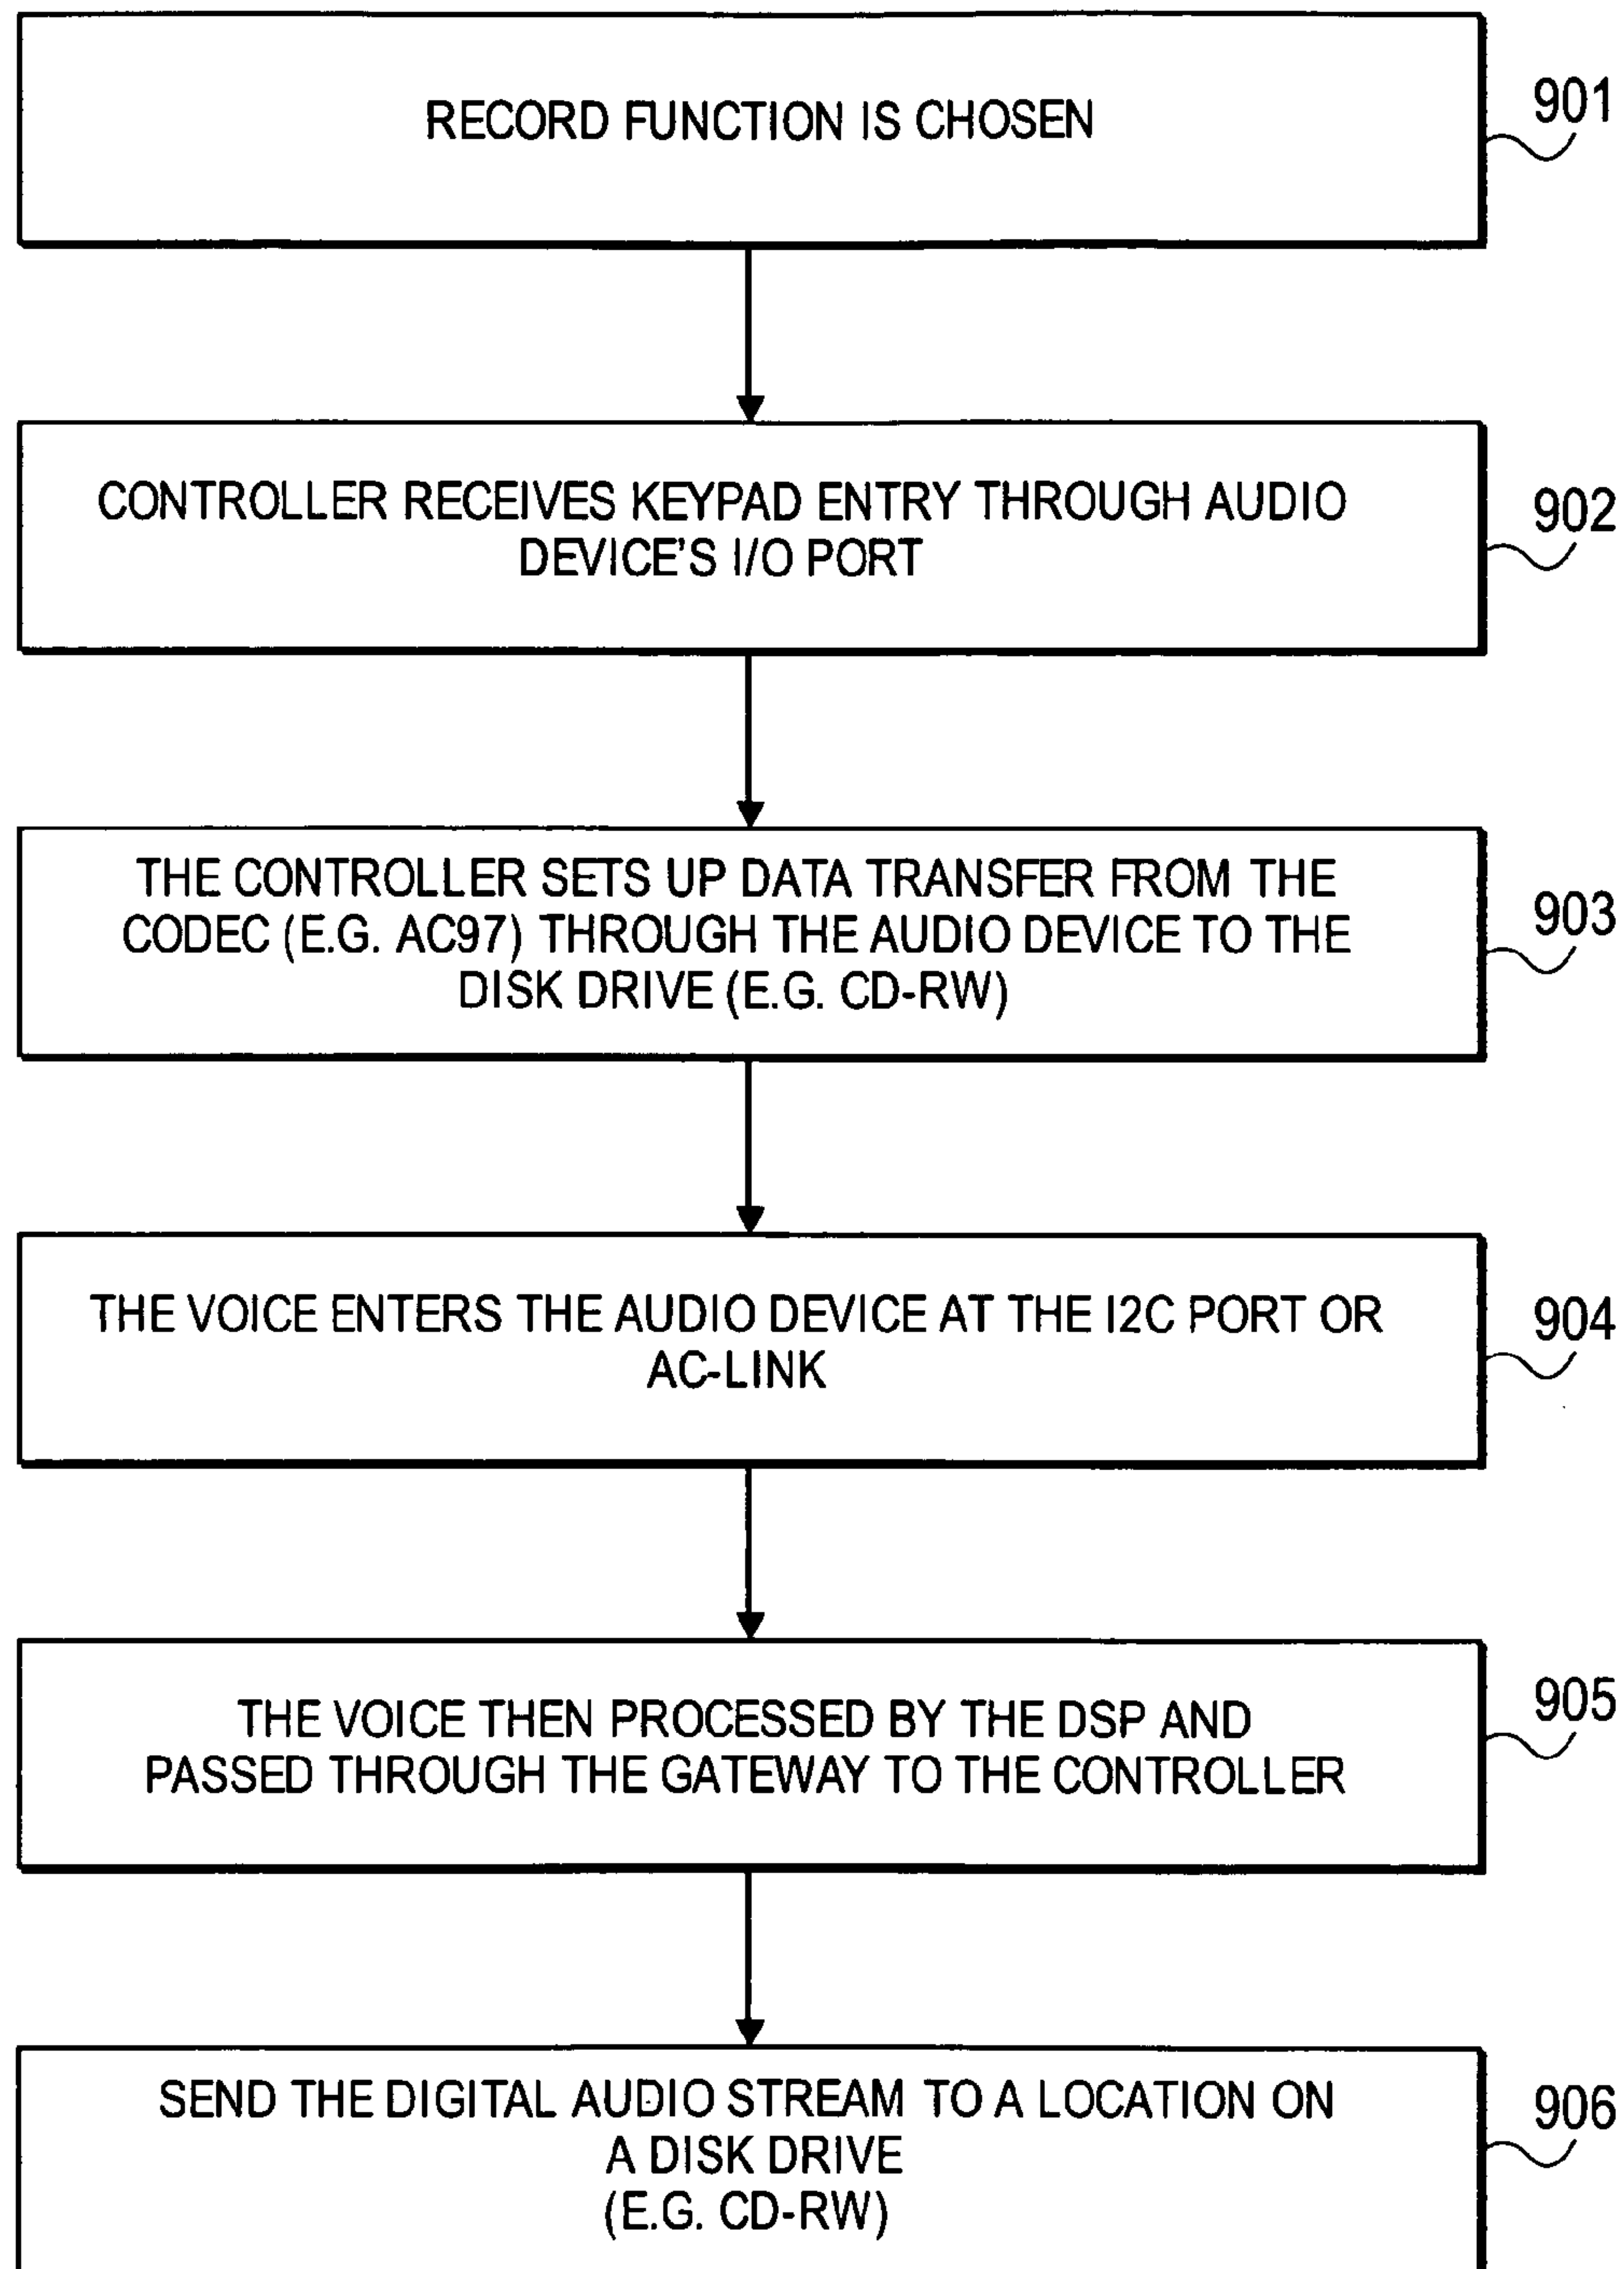 RECORD FUNCTION IS CHOSEN
901
CONTROLLER RECEIVES KEYPAD ENTRY THROUGH AUDIO
DEVICE'S I/O PORT
902
THE CONTROLLER SETS UP DATA TRANSFER FROM THE
CODEC (E.G. AC97) THROUGH THE AUDIO DEVICE TO THE
DISK DRIVE (E.G. CD-RW)
903
THE VOICE ENTERS THE AUDIO DEVICE AT THE I2C PORT OR
AC-LINK
904
THE VOICE THEN PROCESSED BY THE DSP AND
PASSED THROUGH THE GATEWAY TO THE CONTROLLER
905
SEND THE DIGITAL AUDIO STREAM TO A LOCATION ON
A DISK DRIVE
(E.G. CD-RW)
906